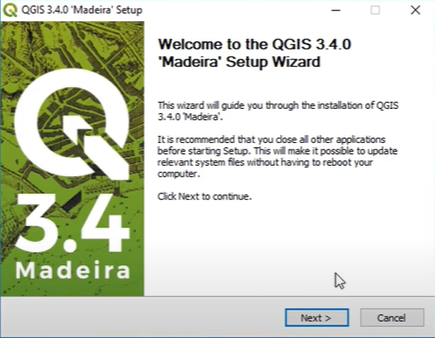 QGIS 3.4.0 'Madeira' Setup
Welcome to the QGIS 3.4.0
'Madeira' Setup Wizard
This wizard will guide you through the installation of QGIS
3.4.0 'Madeira'.
It is recommended that you close all other applications
before starting Setup. This will make it possible to update
relevant system files without having to reboot your
computer.
Click Next to continue.
3.4
Madeira
Next >
Cancel